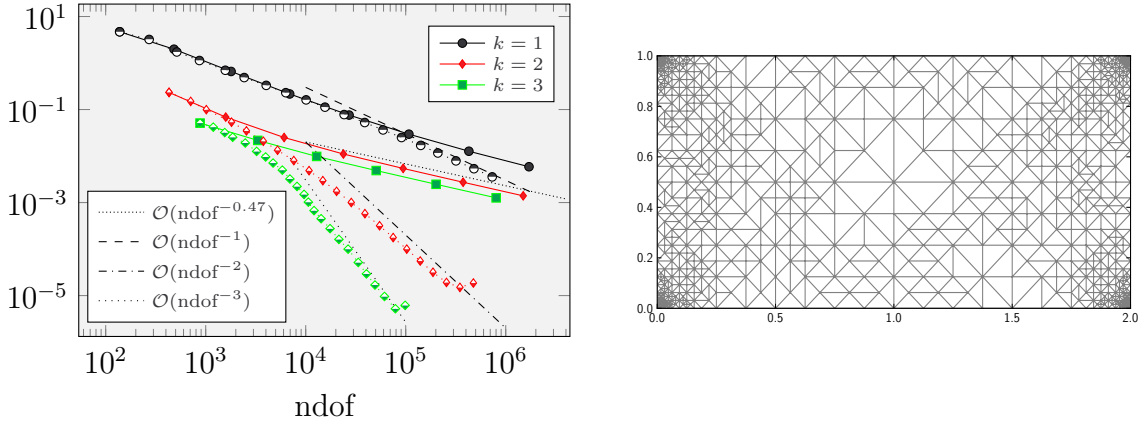 10^1
10^{-1}
10^{-3}
10^{-5}
k = 1
k = 2
k = 3
O(ndof^{-0.47})
O(ndof^{-1})
O(ndof^{-2})
O(ndof^{-3})
10^2 10^3 10^4 10^5 10^6
ndof
1.0
0.8
0.6
0.4
0.2
0.0
0.0 0.5 1.0 1.5 2.0